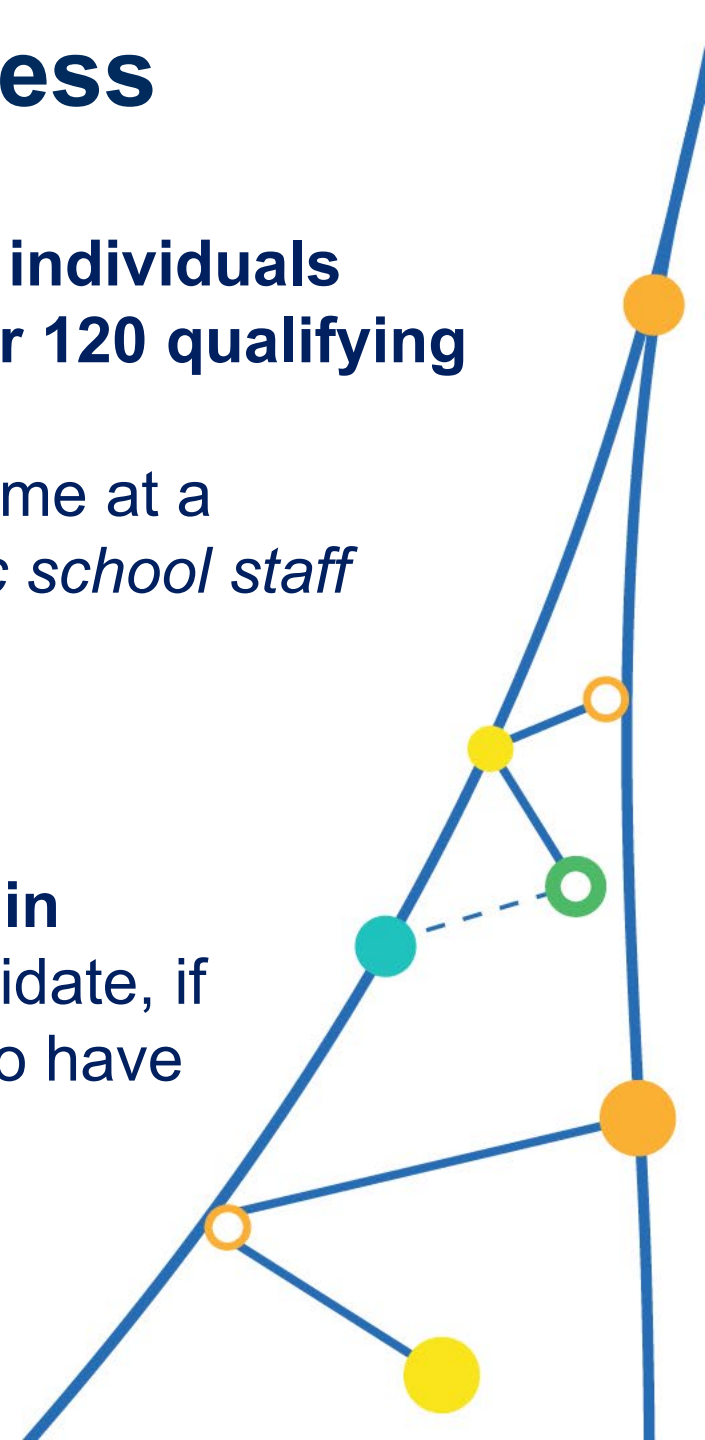 ess
individuals
r 120 qualifying
me at a
c school staff
in
idate, if
o have